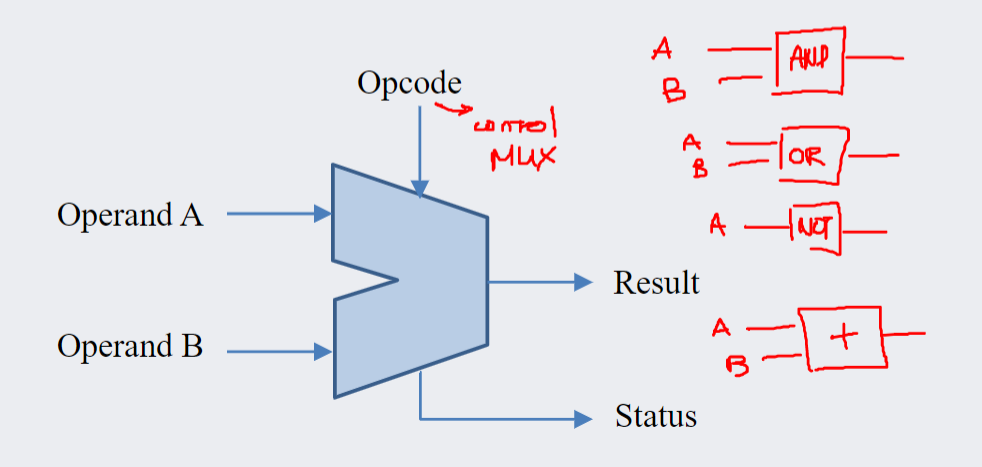 Opcode
CONTROL
MUX
Operand A
Operand B
Result
Status
A
B
AND
A
B
OR
A
NOT
A
B
+